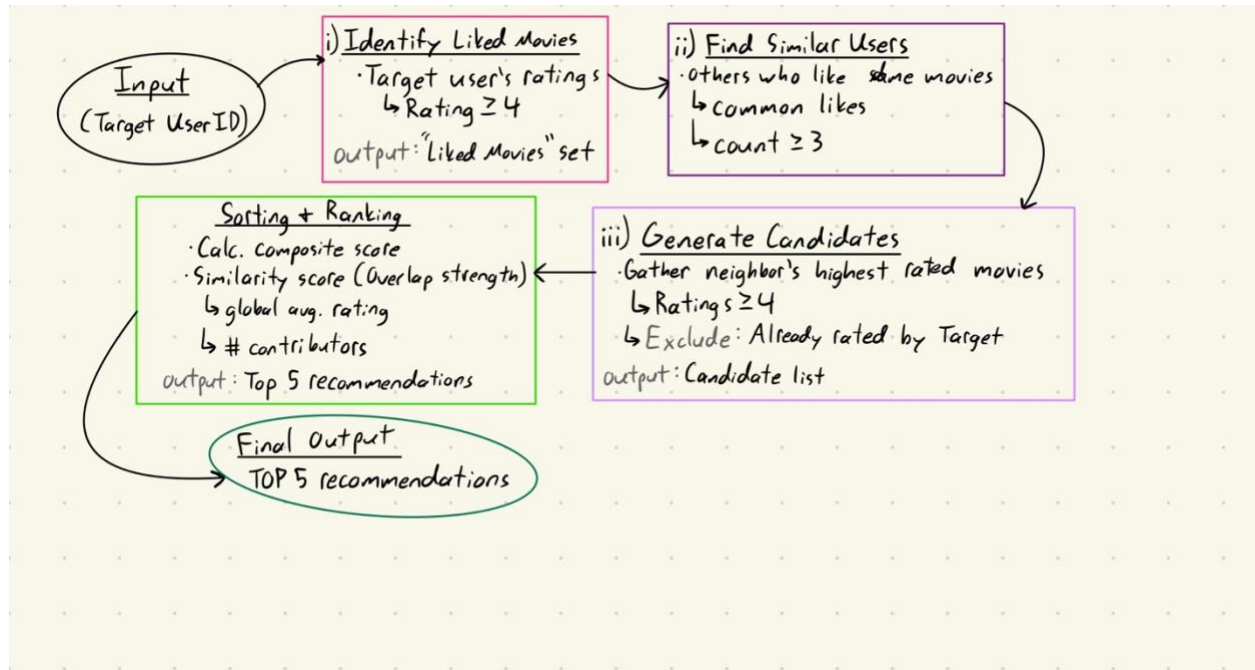 Input
(Target User ID)
i) Identify Liked Movies
· Target user's ratings
↳ Rating ≥ 4
output: "Liked Movies" set
ii) Find Similar Users
· others who like same movies
↳ common likes
↳ count ≥ 3
iii) Generate Candidates
· Gather neighbor's highest rated movies
↳ Ratings ≥ 4
↳ Exclude: Already rated by Target
output: Candidate list
Sorting + Ranking
· Calc. composite score
· Similarity score (Overlap strength)
↳ global avg. rating
↳ # contributors
output: Top 5 recommendations
Final Output
TOP 5 recommendations